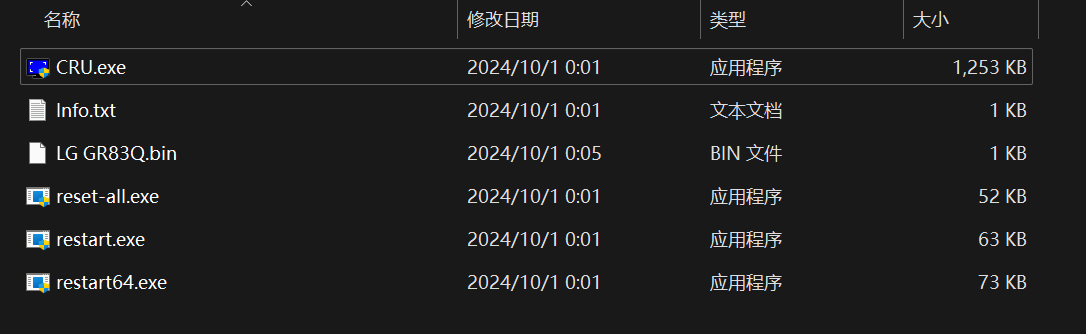 名称 修改日期 类型 大小
CRU.exe 2024/10/1 0:01 应用程序 1,253 KB
Info.txt 2024/10/1 0:01 文本文档 1 KB
LG GR83Q.bin 2024/10/1 0:05 BIN 文件 1 KB
reset-all.exe 2024/10/1 0:01 应用程序 52 KB
restart.exe 2024/10/1 0:01 应用程序 63 KB
restart64.exe 2024/10/1 0:01 应用程序 73 KB